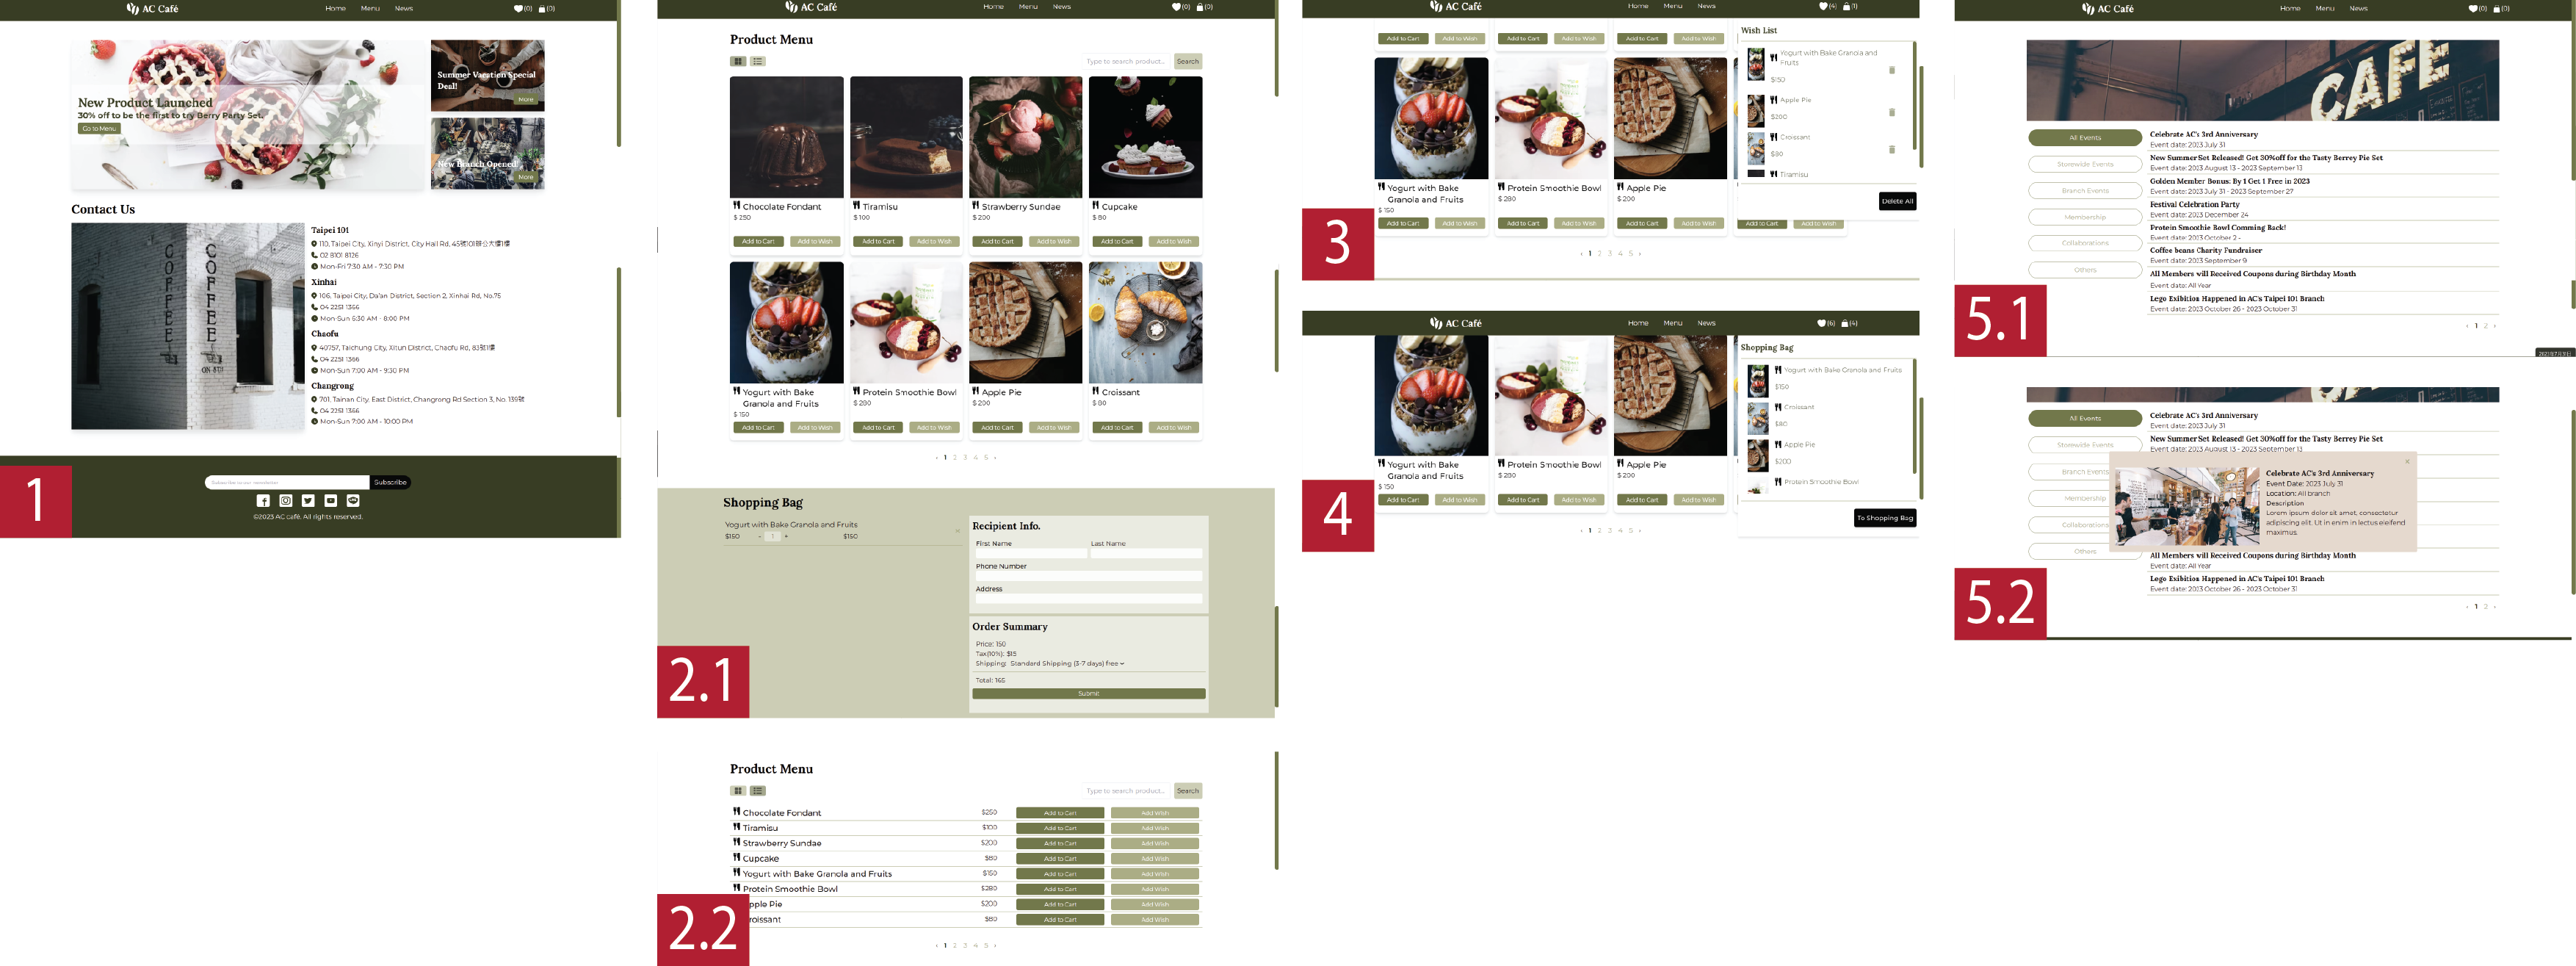 AC Café
Home Menu News
(0) (0)
New Product Launched
30% off to be the first to try Berry Party Set.
Go to Menu
Summer Vacation Special
Deal!
More
New Branch Opened!
More
Contact Us
COFFEE
COFFEE
ON 8TH
Taipei 101
110, Taipei City, Xinyi District, City Hall Rd, 45號101辦公大樓1樓
02 8101 8126
Mon-Fri 7:30 AM - 7:30 PM
Xinhai
106, Taipei City, Da'an District, Section 2, Xinhai Rd, No.75
04 2251 1366
Mon-Sun 6:30 AM - 8:00 PM
Chaofu
40757, Taichung City, Xitun District, Chaofu Rd, 83號1樓
04 2251 1366
Mon-Sun 7:00 AM - 9:30 PM
Changrong
701, Tainan City, East District, Changrong Rd Section 3, No. 139號
04 2251 1366
Mon-Sun 7:00 AM - 10:00 PM
Subscribe to our newsletter
Subscribe
©2023 AC café. All rights reserved.
1
AC Café
Home Menu News
(0) (0)
Product Menu
Type to search product... Search
Chocolate Fondant
$ 250
Add to Cart Add to Wish
Tiramisu
$ 100
Add to Cart Add to Wish
Strawberry Sundae
$ 200
Add to Cart Add to Wish
Cupcake
$ 80
Add to Cart Add to Wish
Yogurt with Bake
Granola and Fruits
$ 150
Add to Cart Add to Wish
Protein Smoothie Bowl
$ 280
Add to Cart Add to Wish
Apple Pie
$ 200
Add to Cart Add to Wish
Croissant
$ 80
Add to Cart Add to Wish
‹ 1 2 3 4 5 ›
Shopping Bag
Yogurt with Bake Granola and Fruits
$150 - 1 + $150
×
Recipient Info.
First Name Last Name
Phone Number
Address
Order Summary
Price: 150
Tax(10%): $15
Shipping: Standard Shipping (3-7 days) free
Total: 165
Submit
2.1
Product Menu
Type to search product... Search
Chocolate Fondant $250 Add to Cart Add Wish
Tiramisu $100 Add to Cart Add Wish
Strawberry Sundae $200 Add to Cart Add Wish
Cupcake $80 Add to Cart Add Wish
Yogurt with Bake Granola and Fruits $150 Add to Cart Add Wish
Protein Smoothie Bowl $280 Add to Cart Add Wish
pple Pie $200 Add to Cart Add Wish
roissant $80 Add to Cart Add Wish
‹ 1 2 3 4 5 ›
2.2
AC Café
Home Menu News
(4) (1)
Add to Cart Add to Wish Add to Cart Add to Wish Add to Cart Add to Wish
Yogurt with Bake
Granola and Fruits
$ 150
Add to Cart Add to Wish
Protein Smoothie Bowl
$ 280
Add to Cart Add to Wish
Apple Pie
$ 200
Add to Cart Add to Wish
Add to Cart Add to Wish
Wish List
Yogurt with Bake Granola and
Fruits
$150
Apple Pie
$200
Croissant
$80
Tiramisu
Delete All
‹ 1 2 3 4 5 ›
3
AC Café
Home Menu News
(6) (4)
Yogurt with Bake
Granola and Fruits
$ 150
Add to Cart Add to Wish
Protein Smoothie Bowl
$ 280
Add to Cart Add to Wish
Apple Pie
$ 200
Add to Cart Add to Wish
Shopping Bag
Yogurt with Bake Granola and Fruits
$150
Croissant
$80
Apple Pie
$200
Protein Smoothie Bowl
To Shopping Bag
‹ 1 2 3 4 5 ›
4
AC Café
Home Menu News
(0) (0)
CAFE
All Events
Storewide Events
Branch Events
Membership
Collaborations
Others
Celebrate AC's 3rd Anniversary
Event date: 2023 July 31
New Summer Set Released! Get 30%off for the Tasty Berrey Pie Set
Event date: 2023 August 13 - 2023 September 13
Golden Member Bonus: By 1 Get 1 Free in 2023
Event date: 2023 July 31 - 2023 September 27
Festival Celebration Party
Event date: 2023 December 24
Protein Smoothie Bowl Comming Back!
Event date: 2023 October 2 -
Coffee beans Charity Fundraiser
Event date: 2023 September 9
All Members will Received Coupons during Birthday Month
Event date: All Year
Lego Exibition Happened in AC's Taipei 101 Branch
Event date: 2023 October 26 - 2023 October 31
‹ 1 2 ›
5.1
All Events
Storewide Events
Branch Events
Membership
Collaborations
Others
Celebrate AC's 3rd Anniversary
Event date: 2023 July 31
New Summer Set Released! Get 30%off for the Tasty Berrey Pie Set
Event date: 2023 August 13 - 2023 September 13
×
Celebrate AC's 3rd Anniversary
Event Date: 2023 July 31
Location: All branch
Description
Lorem ipsum dolor sit amet, consectetur
adipiscing elit. Ut in enim in lectus eleifend
maximus.
All Members will Received Coupons during Birthday Month
Event date: All Year
Lego Exibition Happened in AC's Taipei 101 Branch
Event date: 2023 October 26 - 2023 October 31
‹ 1 2 ›
5.2